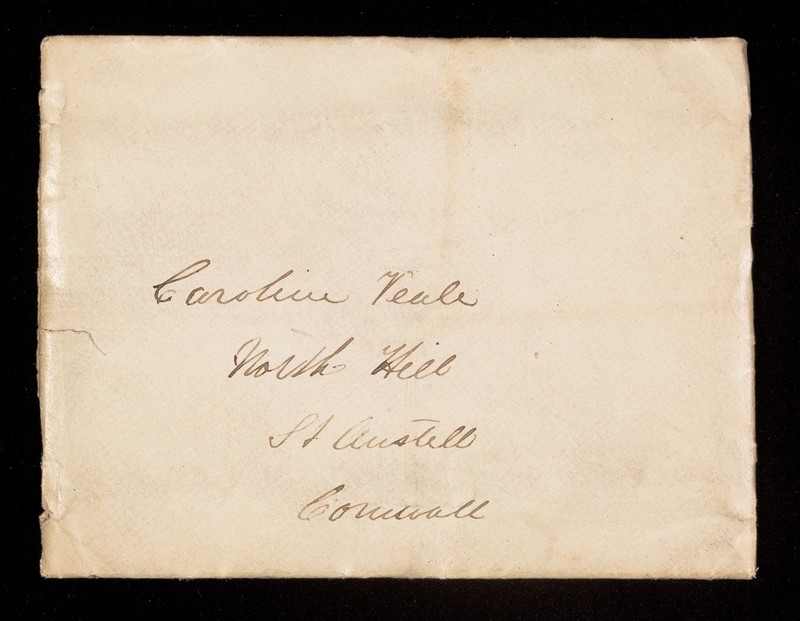 Caroline Veale
North Hill
St Austell
Cornwall